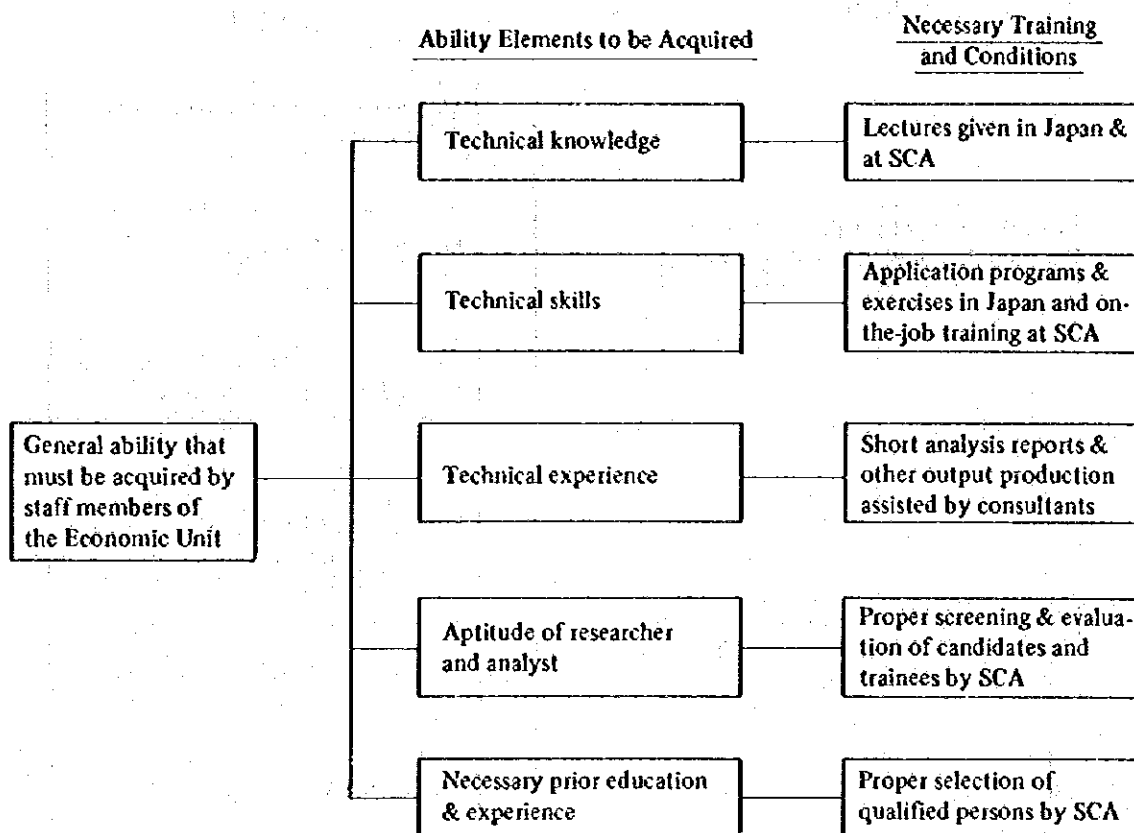 Ability Elements to be Acquired
Necessary Training
and Conditions
Technical knowledge
Lectures given in Japan &
at SCA
Technical skills
Application programs &
exercises in Japan and on-
the-job training at SCA
General ability that
must be acquired by
staff members of
the Economic Unit
Technical experience
Short analysis reports &
other output production
assisted by consultants
Aptitude of researcher
and analyst
Proper screening & evalua-
tion of candidates and
trainees by SCA
Necessary prior education
& experience
Proper selection of
qualified persons by SCA